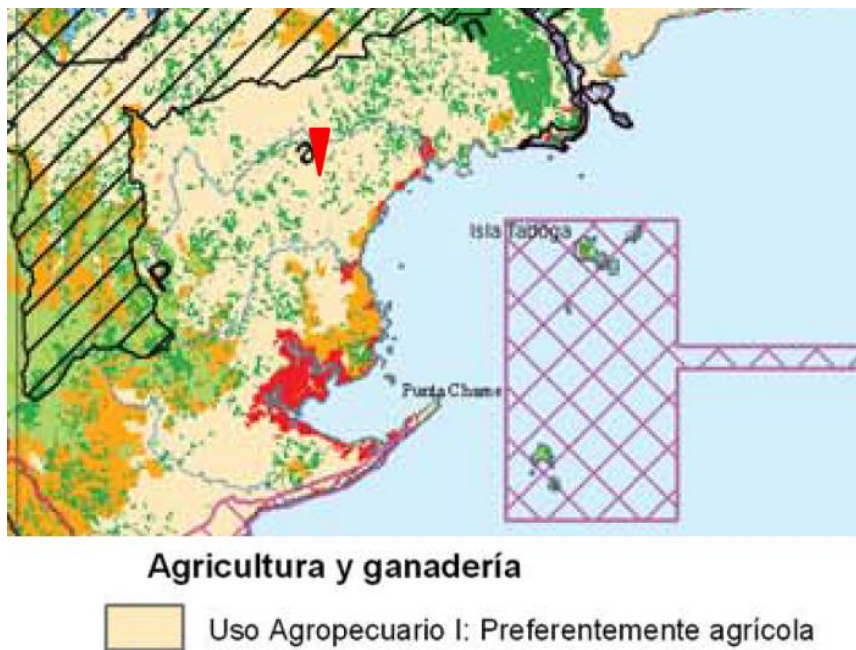 n
a
Isla Taboga
P
Punta Chame
Agricultura y ganadería
Uso Agropecuario I: Preferentemente agrícola